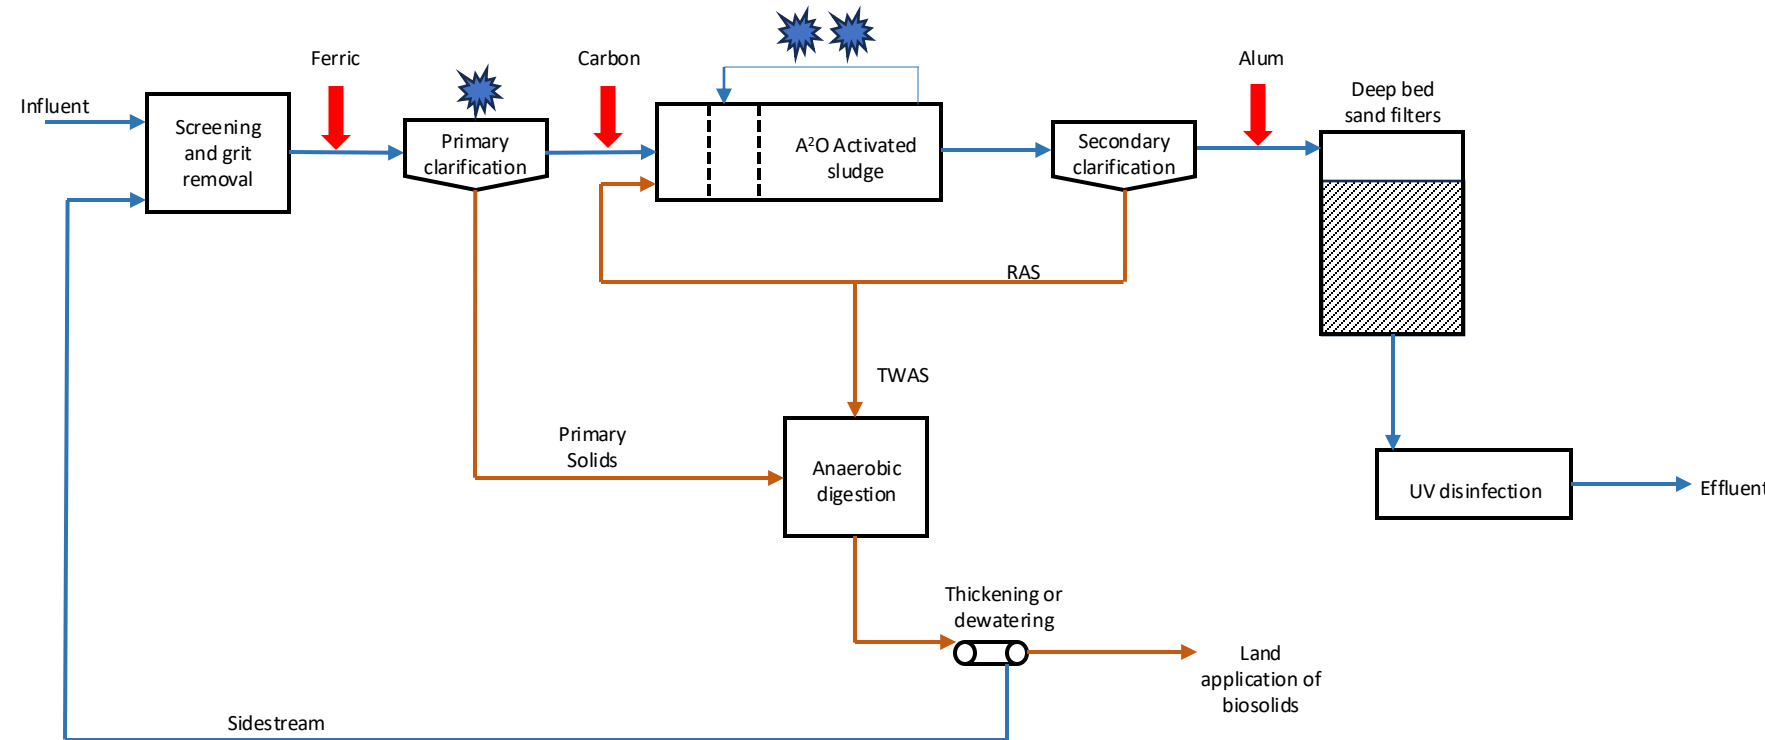 Ferric
Carbon
Alum
Influent
Screening
and grit
removal
Primary
clarification
A²O Activated
sludge
Secondary
clarification
Deep bed
sand filters
RAS
TWAS
Primary
Solids
Anaerobic
digestion
UV disinfection
Effluent
Thickening or
dewatering
Land
application of
biosolids
Sidestream